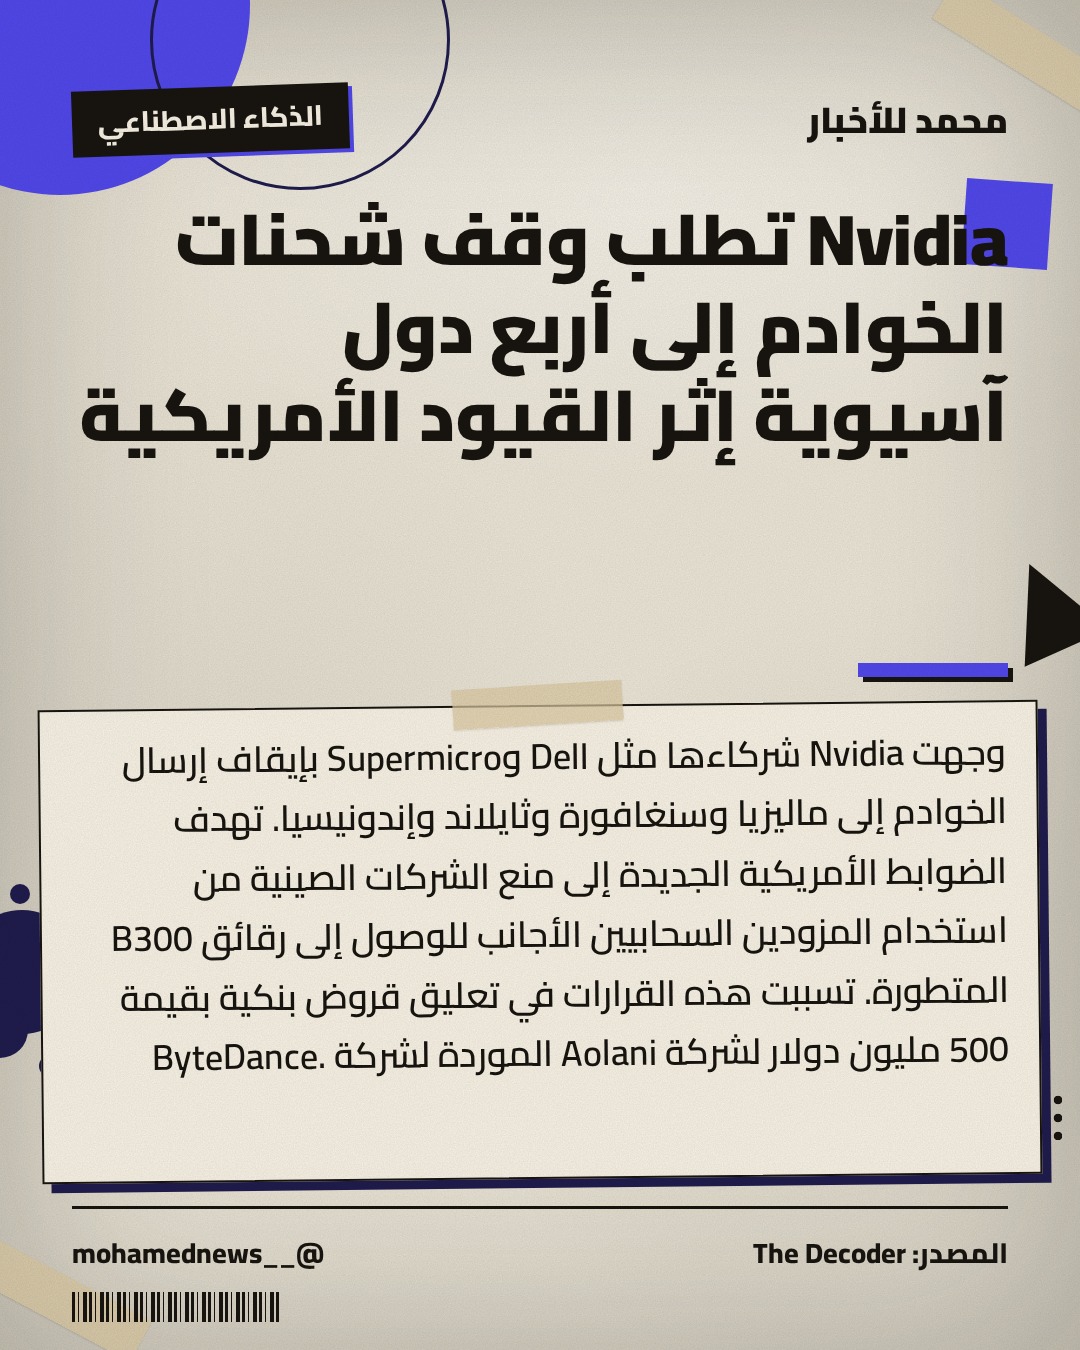 محمد للأخبار
الذكاء الاصطناعي
Nvidia تطلب وقف شحنات
الخوادم إلى أربع دول
آسيوية إثر القيود الأمريكية
وجهت Nvidia شركاءها مثل Dell وSupermicro بإيقاف إرسال
الخوادم إلى ماليزيا وسنغافورة وثايلاند وإندونيسيا. تهدف
الضوابط الأمريكية الجديدة إلى منع الشركات الصينية من
استخدام المزودين السحابيين الأجانب للوصول إلى رقائق B300
المتطورة. تسببت هذه القرارات في تعليق قروض بنكية بقيمة
500 مليون دولار لشركة Aolani الموردة لشركة ByteDance.
المصدر: The Decoder
mohamednews__@